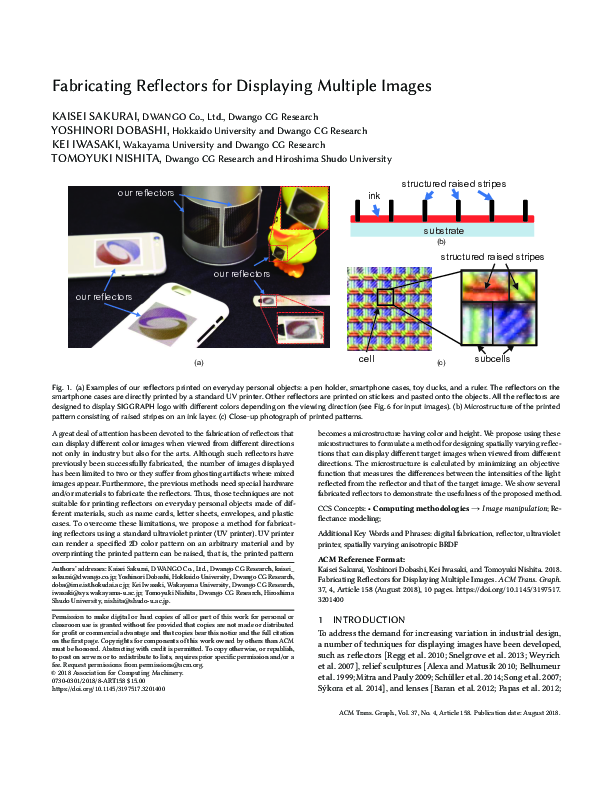 Fabricating Reflectors for Displaying Multiple Images
KAISEI SAKURAI, DWANGO Co., Ltd., Dwango CG Research
YOSHINORI DOBASHI, Hokkaido University and Dwango CG Research
KEI IWASAKI, Wakayama University and Dwango CG Research
TOMOYUKI NISHITA, Dwango CG Research and Hiroshima Shudo University
our reflectors
our reflectors
our reflectors
(a)
structured raised stripes
ink
substrate
(b)
structured raised stripes
cell
subcells
(c)
Fig. 1. (a) Examples of our reflectors printed on everyday personal objects: a pen holder, smartphone cases, toy ducks, and a ruler. The reflectors on the
smartphone cases are directly printed by a standard UV printer. Other reflectors are printed on stickers and pasted onto the objects. All the reflectors are
designed to display SIGGRAPH logo with different colors depending on the viewing direction (see Fig. 6 for input images). (b) Microstructure of the printed
pattern consisting of raised stripes on an ink layer. (c) Close-up photograph of printed patterns.
A great deal of attention has been devoted to the fabrication of reflectors that
can display different color images when viewed from different directions
not only in industry but also for the arts. Although such reflectors have
previously been successfully fabricated, the number of images displayed
has been limited to two or they suffer from ghosting artifacts where mixed
images appear. Furthermore, the previous methods need special hardware
and/or materials to fabricate the reflectors. Thus, those techniques are not
suitable for printing reflectors on everyday personal objects made of dif-
ferent materials, such as name cards, letter sheets, envelopes, and plastic
cases. To overcome these limitations, we propose a method for fabricat-
ing reflectors using a standard ultraviolet printer (UV printer). UV printer
can render a specified 2D color pattern on an arbitrary material and by
overprinting the printed pattern can be raised, that is, the printed pattern
Authors' addresses: Kaisei Sakurai, DWANGO Co., Ltd., Dwango CG Research, keisei_
sakurai@dwango.co.jp; Yoshinori Dobashi, Hokkaido University, Dwango CG Research,
doba@ime.ist.hokudai.ac.jp; Kei Iwasaki, Wakayama University, Dwango CG Research,
iwasaki@sys.wakayama-u.ac.jp; Tomoyuki Nishita, Dwango CG Research, Hiroshima
Shudo University, nishita@shudo-u.ac.jp.
Permission to make digital or hard copies of all or part of this work for personal or
classroom use is granted without fee provided that copies are not made or distributed
for profit or commercial advantage and that copies bear this notice and the full citation
on the first page. Copyrights for components of this work owned by others than ACM
must be honored. Abstracting with credit is permitted. To copy otherwise, or republish,
to post on servers or to redistribute to lists, requires prior specific permission and/or a
fee. Request permissions from permissions@acm.org.
© 2018 Association for Computing Machinery.
0730-0301/2018/8-ART158 $15.00
https://doi.org/10.1145/3197517.3201400
becomes a microstructure having color and height. We propose using these
microstructures to formulate a method for designing spatially varying reflec-
tions that can display different target images when viewed from different
directions. The microstructure is calculated by minimizing an objective
function that measures the differences between the intensities of the light
reflected from the reflector and that of the target image. We show several
fabricated reflectors to demonstrate the usefulness of the proposed method.
CCS Concepts: • Computing methodologies → Image manipulation; Re-
flectance modeling;
Additional Key Words and Phrases: digital fabrication, reflector, ultraviolet
printer, spatially varying anisotropic BRDF
ACM Reference Format:
Kaisei Sakurai, Yoshinori Dobashi, Kei Iwasaki, and Tomoyuki Nishita. 2018.
Fabricating Reflectors for Displaying Multiple Images. ACM Trans. Graph.
37, 4, Article 158 (August 2018), 10 pages. https://doi.org/10.1145/3197517.
3201400
1 INTRODUCTION
To address the demand for increasing variation in industrial design,
a number of techniques for displaying images have been developed,
such as reflectors [Regg et al. 2010; Snelgrove et al. 2013; Weyrich
et al. 2007], relief sculptures [Alexa and Matusik 2010; Belhumeur
et al. 1999; Mitra and Pauly 2009; Schüller et al. 2014; Song et al. 2007;
Sýkora et al. 2014], and lenses [Baran et al. 2012; Papas et al. 2012;
ACM Trans. Graph., Vol. 37, No. 4, Article 158. Publication date: August 2018.